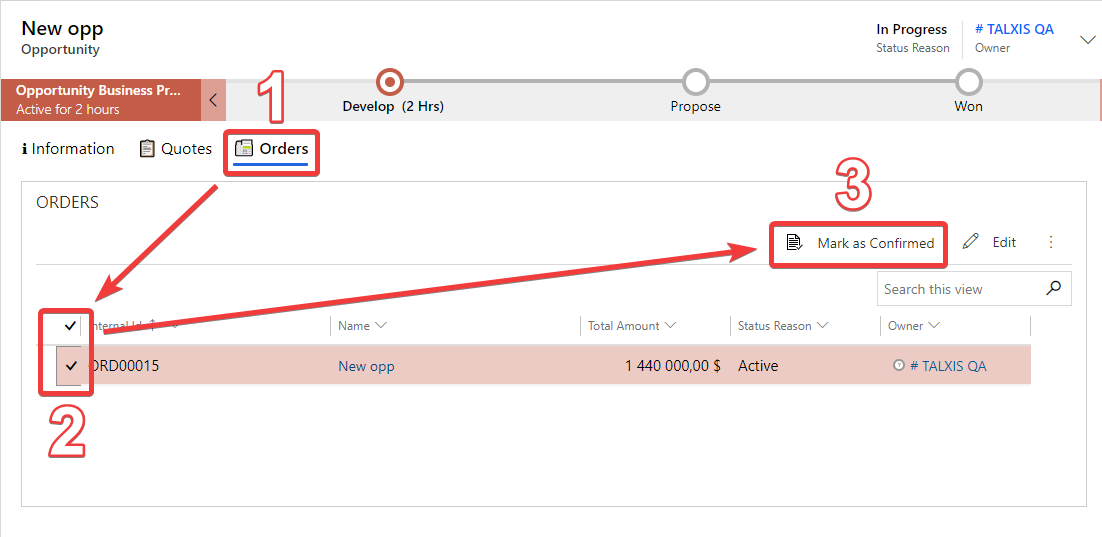 New opp
Opportunity
In Progress
Status Reason
# TALXIS QA
Owner
Opportunity Business Pr...
Active for 2 hours
1
Develop (2 Hrs)
Propose
Won
Information
Quotes
Orders
ORDERS
3
Mark as Confirmed
Edit
Search this view
Internal Id
Name
Total Amount
Status Reason
Owner
ORD00015
New opp
1 440 000,00 $
Active
# TALXIS QA
2